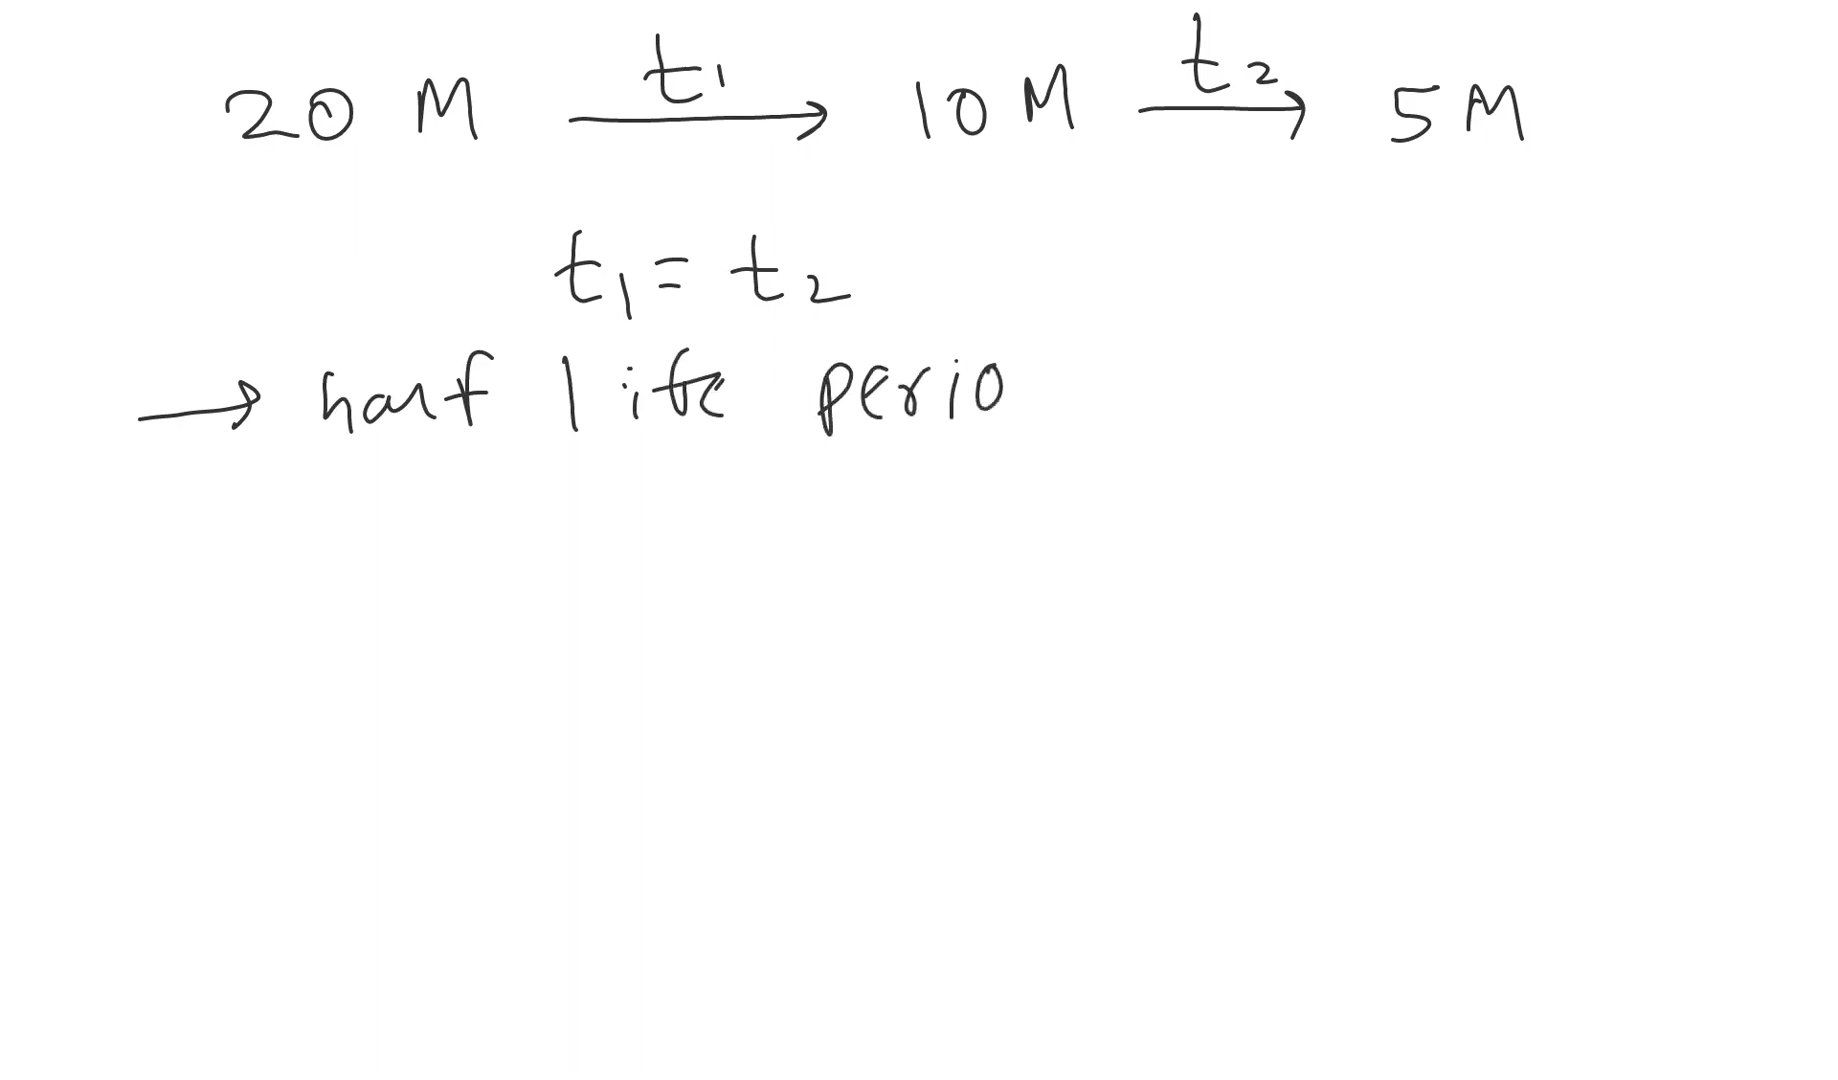 20 M t1 → 10 M t2 → 5 M
t1 = t2
→ half life perio